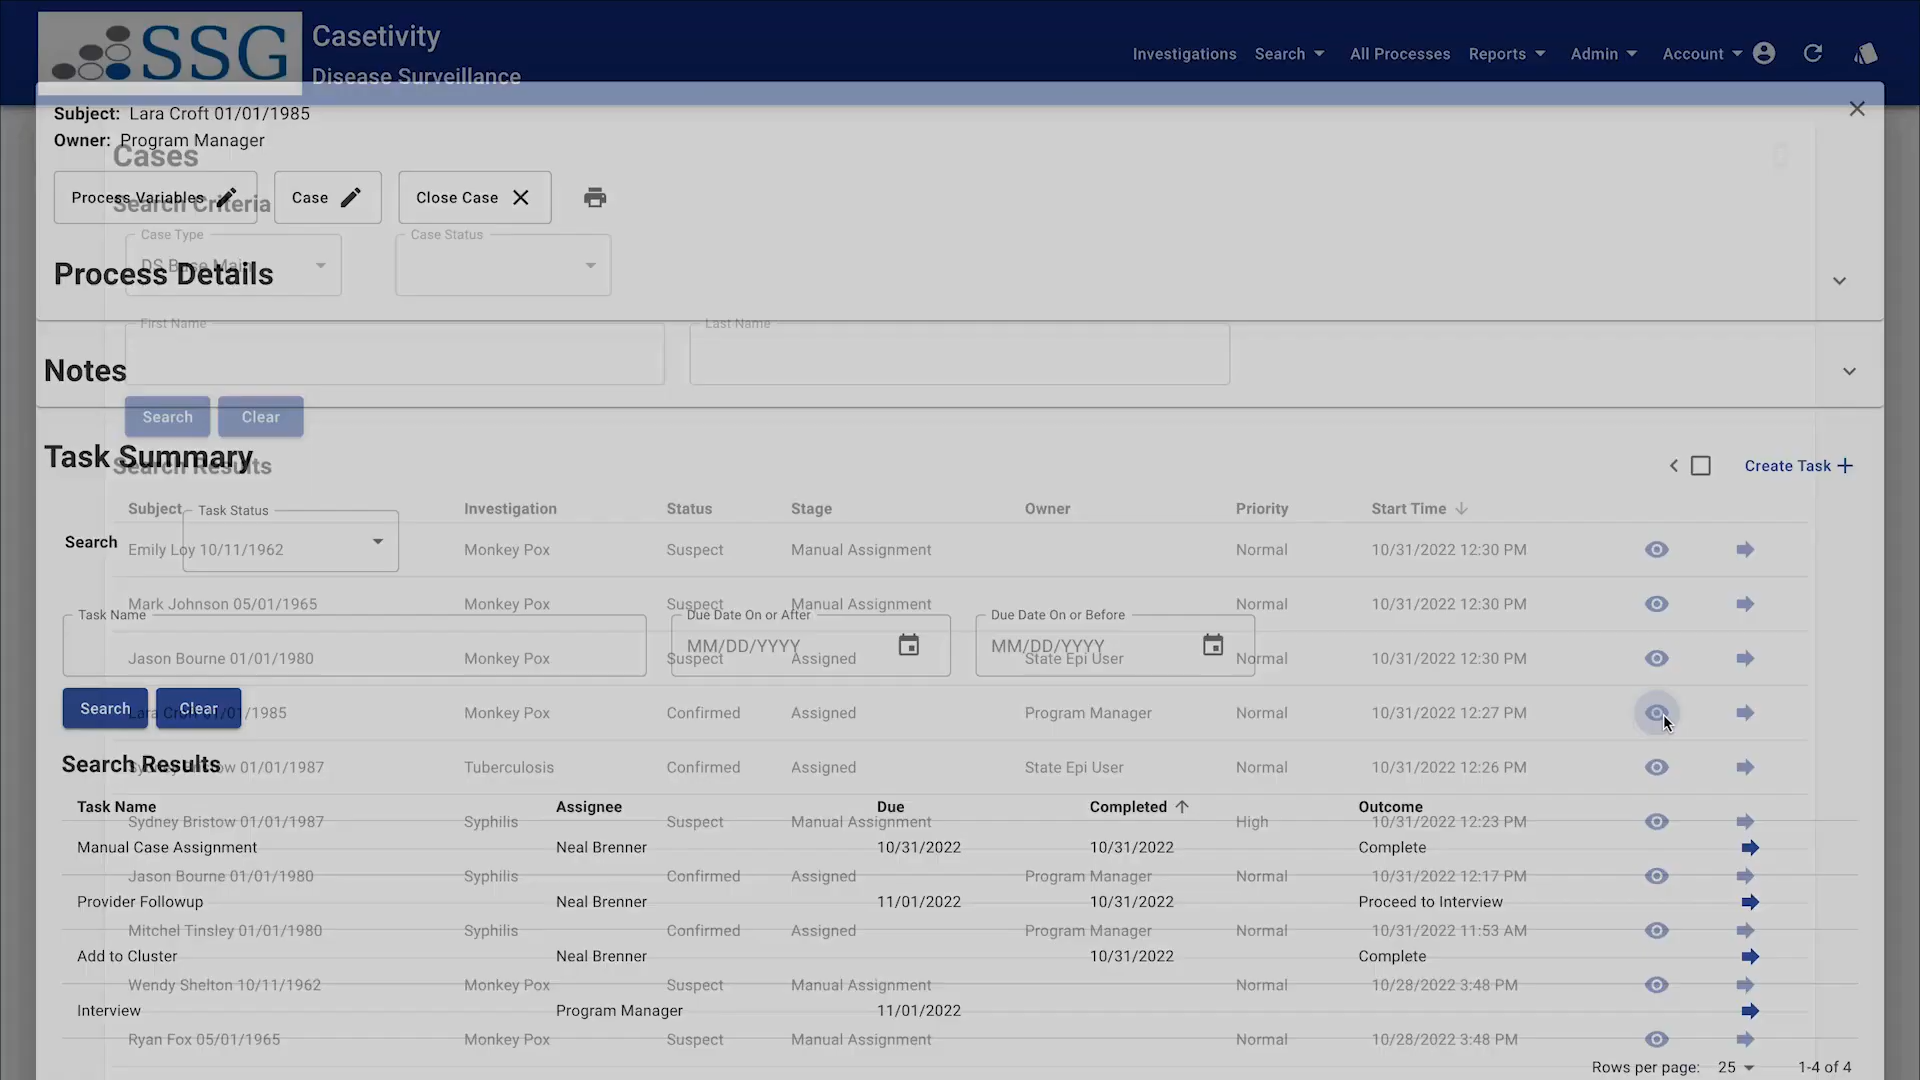 SSG
Casetivity
Disease Surveillance
Investigations Search All Processes Reports Admin Account
Subject: Lara Croft 01/01/1985
Owner: Program Manager
Cases
Process Variables Case Close Case
Search Criteria
Case Type Case Status
DS Base Main
Process Details
First Name Last Name
Notes
Search Clear
Task Summary
Search Results
Create Task
Subject Investigation Status Stage Owner Priority Start Time
Task Status
Search
Emily Loy 10/11/1962 Monkey Pox Suspect Manual Assignment Normal 10/31/2022 12:30 PM
Mark Johnson 05/01/1965 Monkey Pox Suspect Manual Assignment Normal 10/31/2022 12:30 PM
Task Name Due Date On or After Due Date On or Before
MM/DD/YYYY MM/DD/YYYY
Jason Bourne 01/01/1980 Monkey Pox Suspect Assigned State Epi User Normal 10/31/2022 12:30 PM
Search Clear
Lara Croft 01/01/1985 Monkey Pox Confirmed Assigned Program Manager Normal 10/31/2022 12:27 PM
Search Results
Sydney Bristow 01/01/1987 Tuberculosis Confirmed Assigned State Epi User Normal 10/31/2022 12:26 PM
Task Name Assignee Due Completed Outcome
Sydney Bristow 01/01/1987 Syphilis Suspect Manual Assignment High 10/31/2022 12:23 PM
Manual Case Assignment Neal Brenner 10/31/2022 10/31/2022 Complete
Jason Bourne 01/01/1980 Syphilis Confirmed Assigned Program Manager Normal 10/31/2022 12:17 PM
Provider Followup Neal Brenner 11/01/2022 10/31/2022 Proceed to Interview
Mitchel Tinsley 01/01/1980 Syphilis Confirmed Assigned Program Manager Normal 10/31/2022 11:53 AM
Add to Cluster Neal Brenner 10/31/2022 Complete
Wendy Shelton 10/11/1962 Monkey Pox Suspect Manual Assignment Normal 10/28/2022 3:48 PM
Interview Program Manager 11/01/2022
Ryan Fox 05/01/1965 Monkey Pox Suspect Manual Assignment Normal 10/28/2022 3:48 PM
Rows per page: 25 1-4 of 4